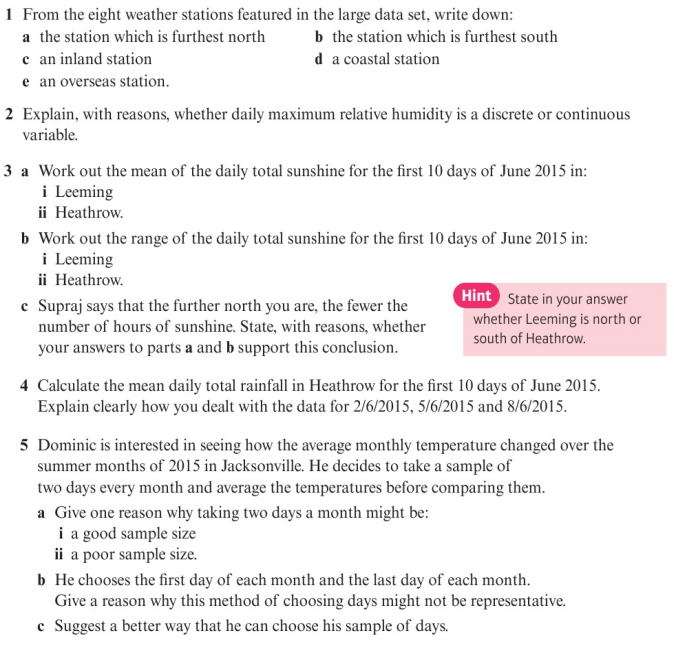 1 From the eight weather stations featured in the large data set, write down:
a the station which is furthest north b the station which is furthest south
c an inland station d a coastal station
e an overseas station.
2 Explain, with reasons, whether daily maximum relative humidity is a discrete or continuous
variable.
3 a Work out the mean of the daily total sunshine for the first 10 days of June 2015 in:
i Leeming
ii Heathrow.
b Work out the range of the daily total sunshine for the first 10 days of June 2015 in:
i Leeming
ii Heathrow.
c Supraj says that the further north you are, the fewer the
number of hours of sunshine. State, with reasons, whether
your answers to parts a and b support this conclusion.
Hint State in your answer
whether Leeming is north or
south of Heathrow.
4 Calculate the mean daily total rainfall in Heathrow for the first 10 days of June 2015.
Explain clearly how you dealt with the data for 2/6/2015, 5/6/2015 and 8/6/2015.
5 Dominic is interested in seeing how the average monthly temperature changed over the
summer months of 2015 in Jacksonville. He decides to take a sample of
two days every month and average the temperatures before comparing them.
a Give one reason why taking two days a month might be:
i a good sample size
ii a poor sample size.
b He chooses the first day of each month and the last day of each month.
Give a reason why this method of choosing days might not be representative.
c Suggest a better way that he can choose his sample of days.